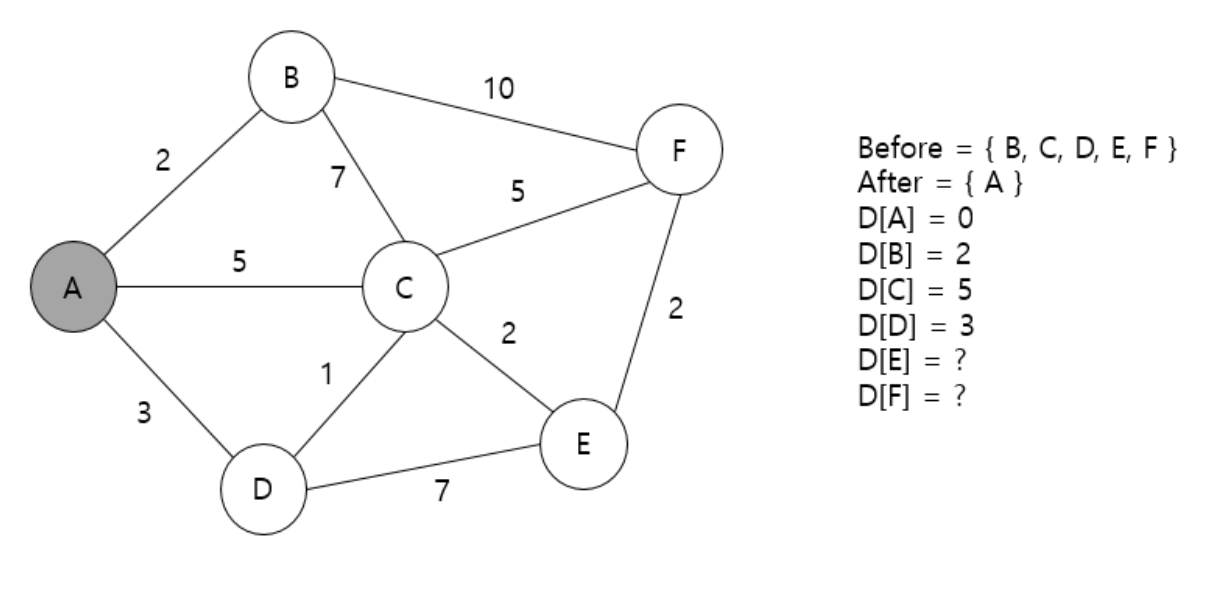 B
10
F
2
7
5
A
5
C
2
2
1
3
E
D
7
Before = { B, C, D, E, F }
After = { A }
D[A] = 0
D[B] = 2
D[C] = 5
D[D] = 3
D[E] = ?
D[F] = ?